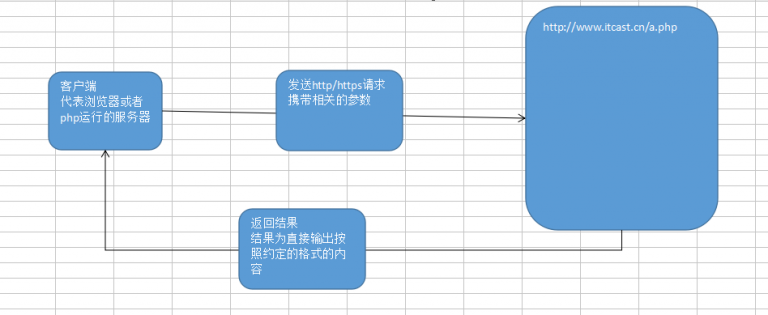 http://www.itcast.cn/a.php
客户端
代表浏览器或者
php运行的服务器
发送http/https请求
携带相关的参数
返回结果
结果为直接输出按
照约定的格式的内
容